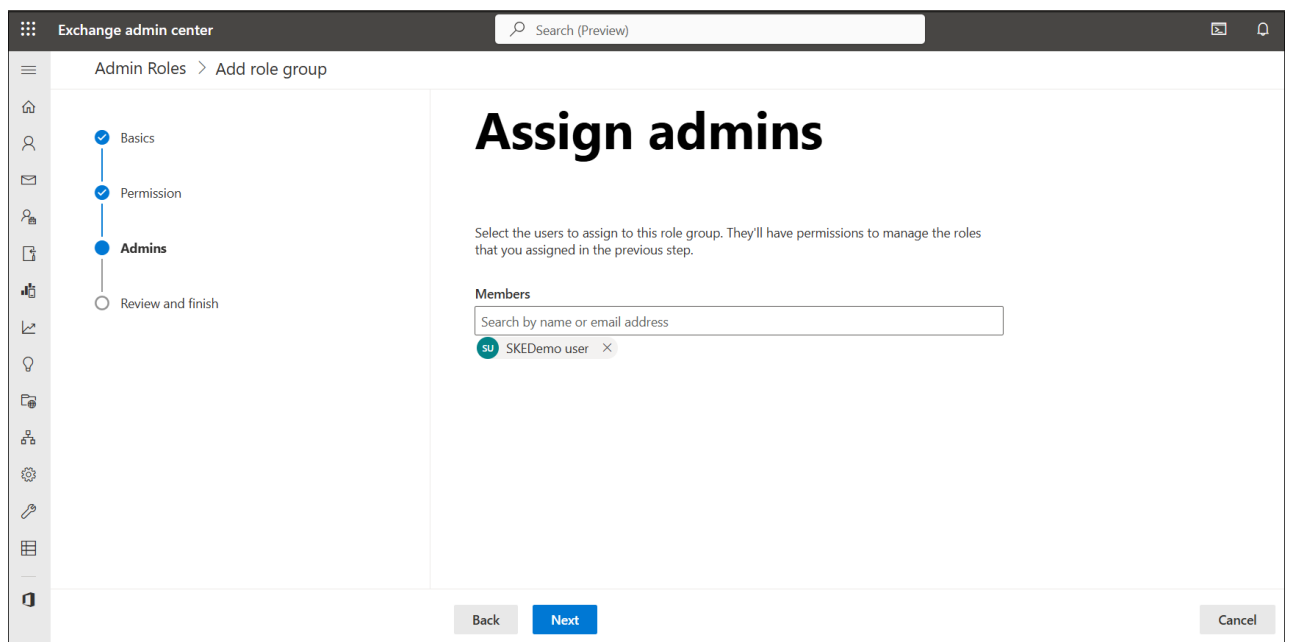 Exchange admin center
Search (Preview)
Admin Roles > Add role group
Basics
Permission
Admins
Review and finish
Assign admins
Select the users to assign to this role group. They'll have permissions to manage the roles
that you assigned in the previous step.
Members
Search by name or email address
SU SKEDemo user
Back
Next
Cancel